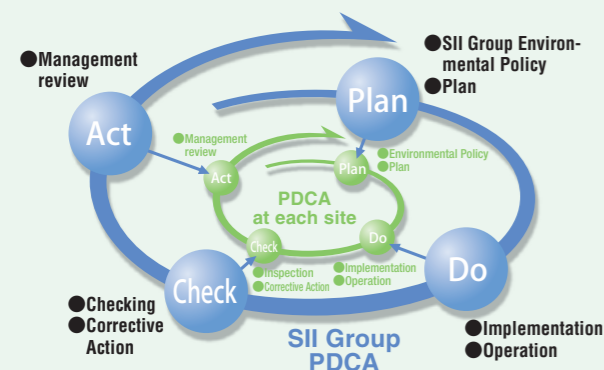 ●Management
review
●SII Group Environ-
mental Policy
●Plan
Plan
Act
●Management
review
●Environmental Policy
●Plan
Plan
Act
PDCA
at each site
Do
Check
●Inspection
●Corrective Action
●Implementation
●Operation
Do
Check
●Checking
●Corrective
Action
●Implementation
●Operation
SII Group
PDCA